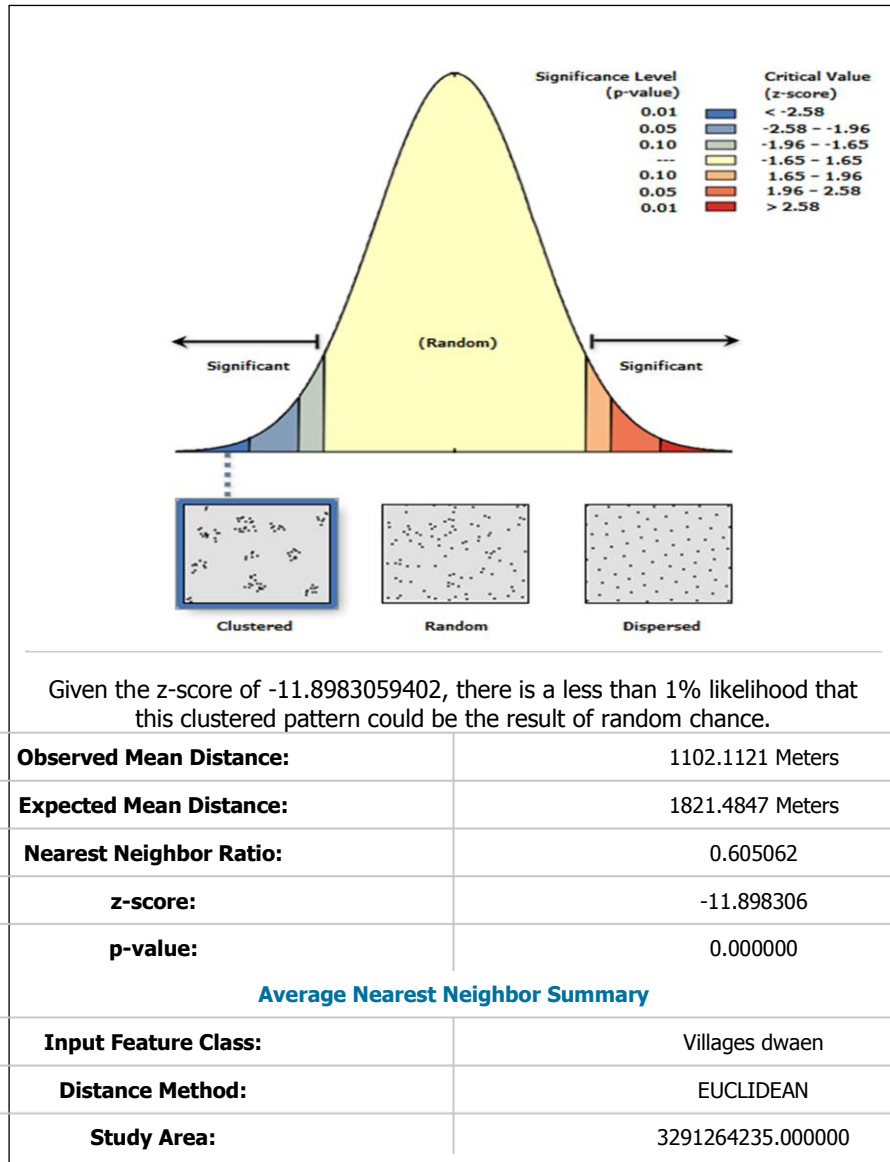 Significance Level Critical Value
(p-value) (z-score)
0.01 < -2.58
0.05 -2.58 – -1.96
0.10 -1.96 – -1.65
--- -1.65 – 1.65
0.10 1.65 – 1.96
0.05 1.96 – 2.58
0.01 > 2.58
(Random)
Significant Significant
Clustered Random Dispersed
Given the z-score of -11.8983059402, there is a less than 1% likelihood that
this clustered pattern could be the result of random chance.
Observed Mean Distance: 1102.1121 Meters
Expected Mean Distance: 1821.4847 Meters
Nearest Neighbor Ratio: 0.605062
z-score: -11.898306
p-value: 0.000000
Average Nearest Neighbor Summary
Input Feature Class: Villages dwaen
Distance Method: EUCLIDEAN
Study Area: 3291264235.000000